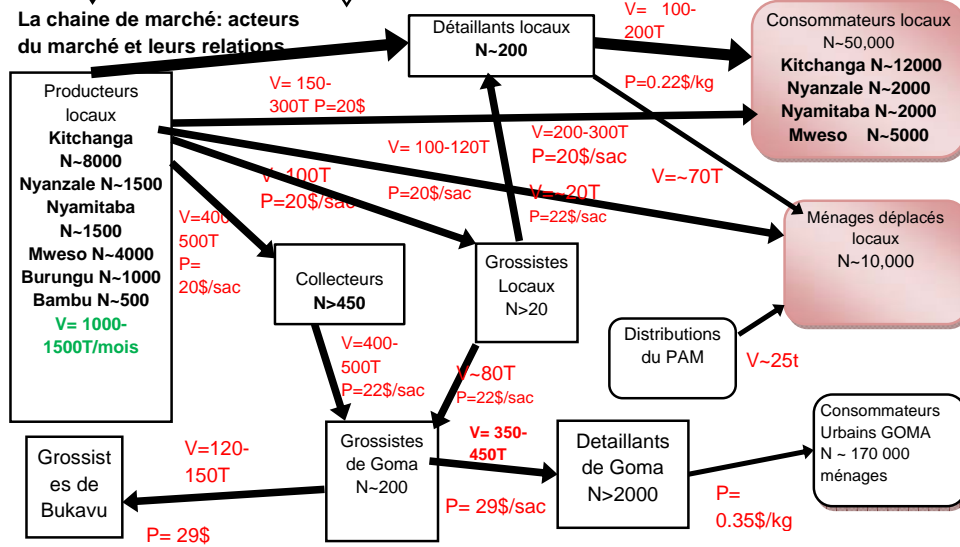 La chaine de marché: acteurs
du marché et leurs relations
Producteurs
locaux
Kitchanga
N~8000
Nyanzale N~1500
Nyamitaba
N~1500
Mweso N~4000
Burungu N~1000
Bambu N~500
V= 1000-
1500T/mois
Détaillants locaux
N~200
V= 100-
200T
P=0.22$/kg
Consommateurs locaux
N~50,000
Kitchanga N~12000
Nyanzale N~2000
Nyamitaba N~2000
Mweso N~5000
V= 150-
300T P=20$
V= 100-120T
P=20$/sac
V=200-300T
P=20$/sac
V=~20T
P=22$/sac
V=~70T
V=100T
P=20$/sac
V=400-
500T
P=
20$/sac
Collecteurs
N>450
Grossistes
Locaux
N>20
Ménages déplacés
locaux
N~10,000
Distributions
du PAM
V~25t
V=400-
500T
P=22$/sac
V~80T
P=22$/sac
Grossist
es de
Bukavu
V=120-
150T
P= 29$
Grossistes
de Goma
N~200
V= 350-
450T
P= 29$/sac
Detaillants
de Goma
N>2000
P=
0.35$/kg
Consommateurs
Urbains GOMA
N ~ 170 000
ménages